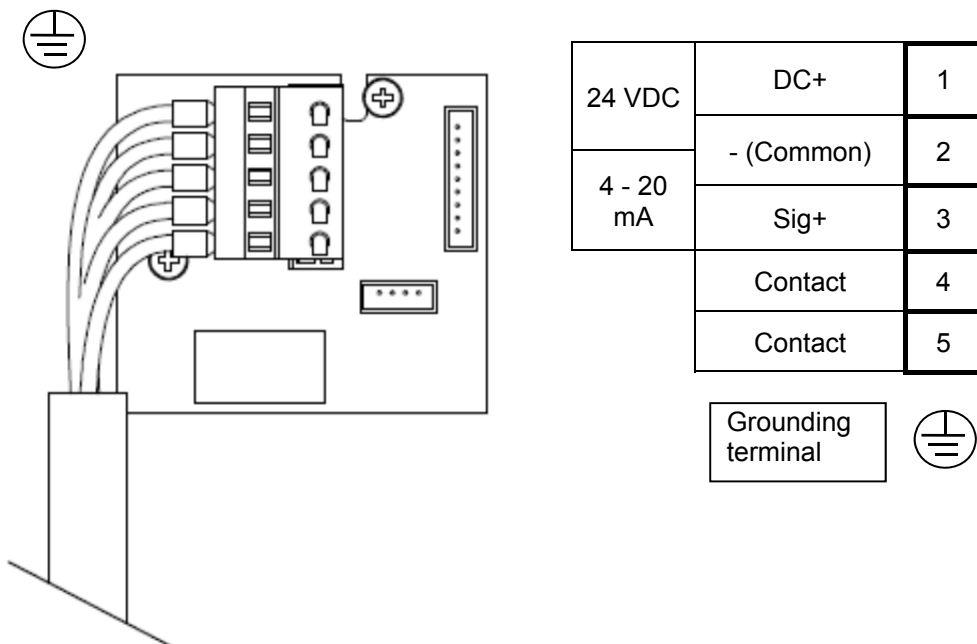 24 VDC
DC+
1
- (Common)
2
4 - 20
mA
Sig+
3
Contact
4
Contact
5
Grounding
terminal